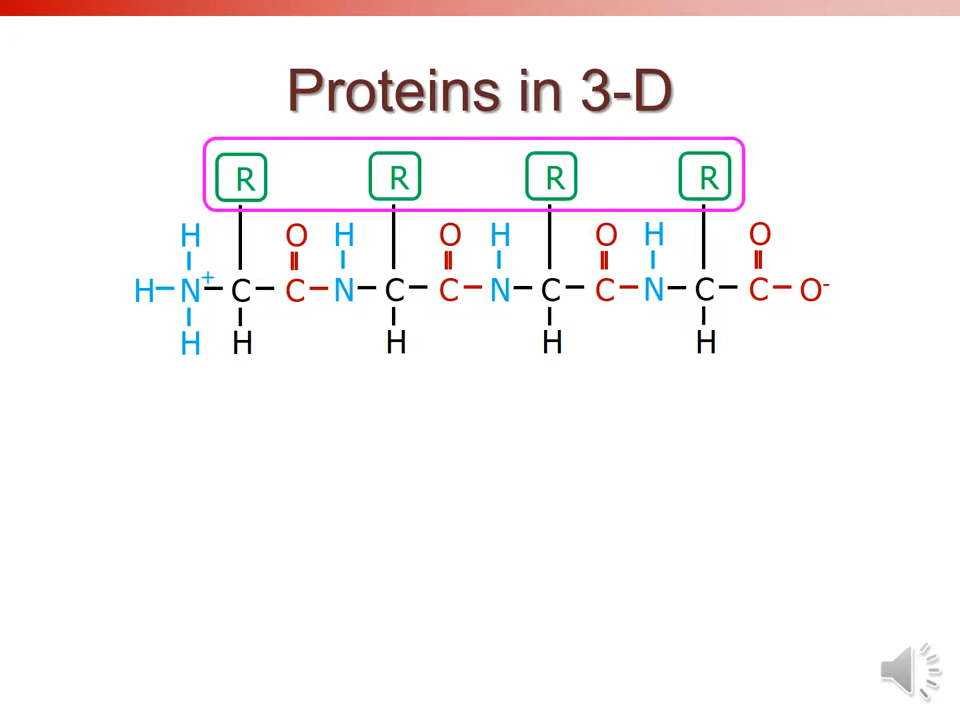 Proteins in 3-D
R R R R
H O H O H O H O
H N+ C C N C C N C C N C C O-
H H H H H